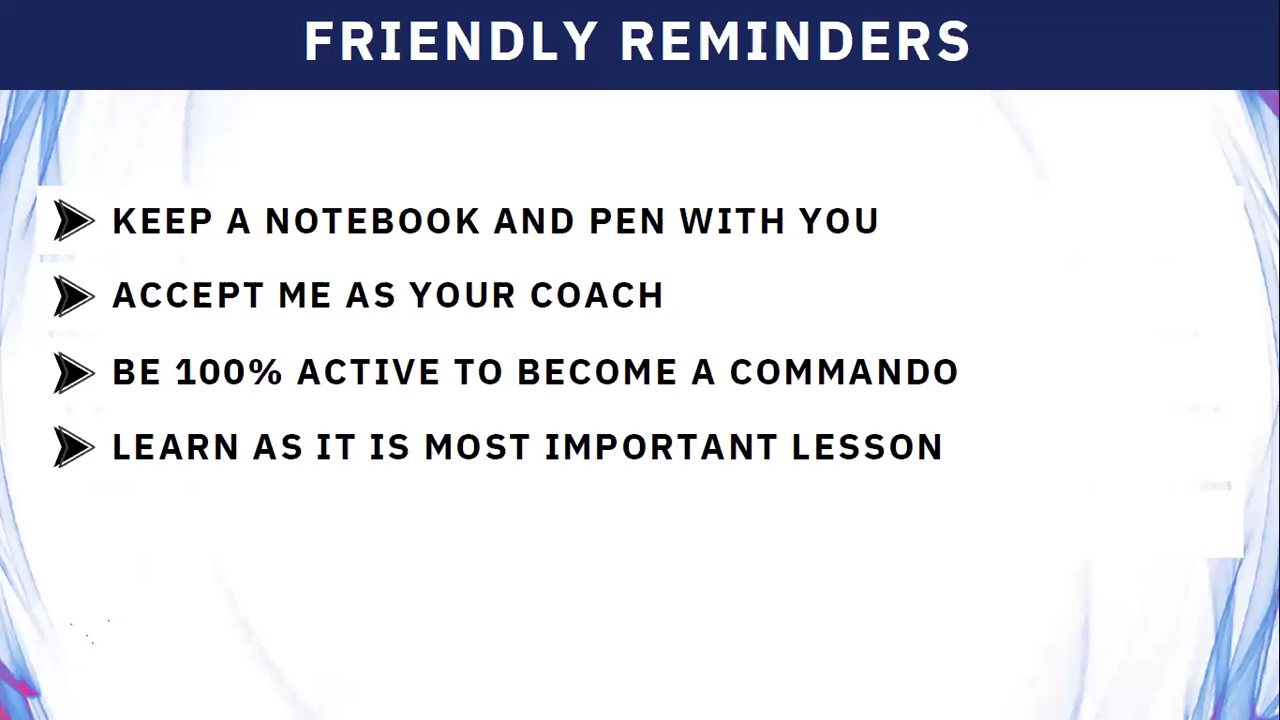 FRIENDLY REMINDERS
KEEP A NOTEBOOK AND PEN WITH YOU
ACCEPT ME AS YOUR COACH
BE 100% ACTIVE TO BECOME A COMMANDO
LEARN AS IT IS MOST IMPORTANT LESSON